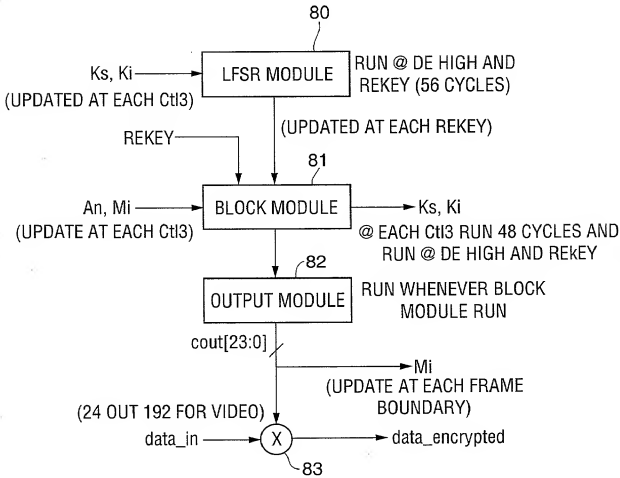 80
Ks, Ki
LFSR MODULE
RUN @ DE HIGH AND
REKEY (56 CYCLES)
(UPDATED AT EACH Ctl3)
(UPDATED AT EACH REKEY)
REKEY
81
An, Mi
BLOCK MODULE
Ks, Ki
(UPDATE AT EACH Ctl3)
@ EACH Ctl3 RUN 48 CYCLES AND
RUN @ DE HIGH AND REkEY
82
OUTPUT MODULE
RUN WHENEVER BLOCK
MODULE RUN
cout[23:0]
Mi
(UPDATE AT EACH FRAME
BOUNDARY)
(24 OUT 192 FOR VIDEO)
data_in
X
data_encrypted
83